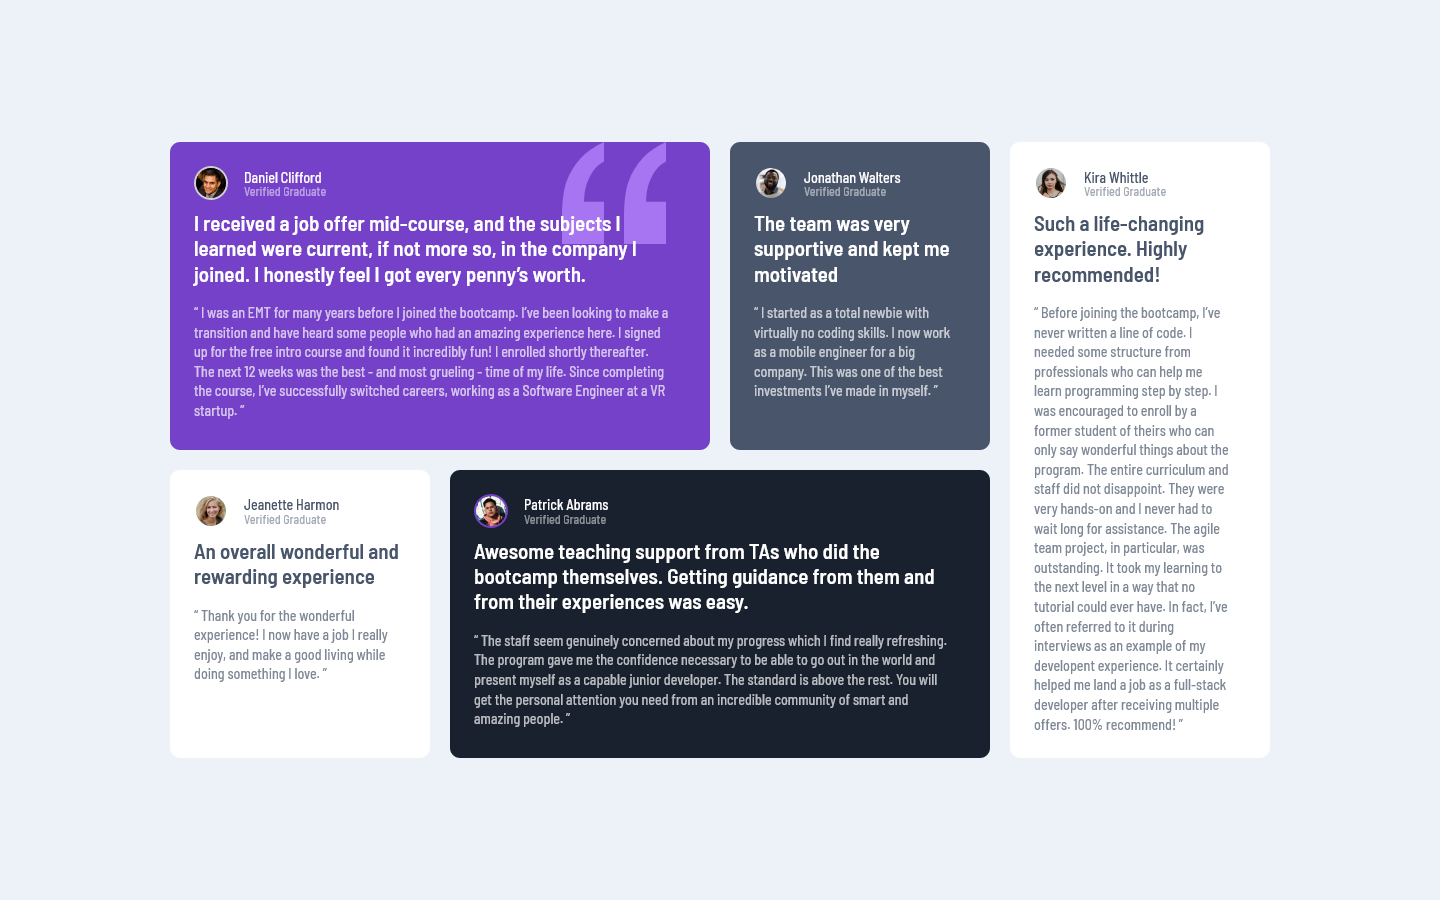 Daniel Clifford
Verified Graduate
I received a job offer mid-course, and the subjects I
learned were current, if not more so, in the company I
joined. I honestly feel I got every penny’s worth.
“ I was an EMT for many years before I joined the bootcamp. I’ve been looking to make a
transition and have heard some people who had an amazing experience here. I signed
up for the free intro course and found it incredibly fun! I enrolled shortly thereafter.
The next 12 weeks was the best - and most grueling - time of my life. Since completing
the course, I’ve successfully switched careers, working as a Software Engineer at a VR
startup. ”
Jonathan Walters
Verified Graduate
The team was very
supportive and kept me
motivated
“ I started as a total newbie with
virtually no coding skills. I now work
as a mobile engineer for a big
company. This was one of the best
investments I’ve made in myself. ”
Kira Whittle
Verified Graduate
Such a life-changing
experience. Highly
recommended!
“ Before joining the bootcamp, I’ve
never written a line of code. I
needed some structure from
professionals who can help me
learn programming step by step. I
was encouraged to enroll by a
former student of theirs who can
only say wonderful things about the
program. The entire curriculum and
staff did not disappoint. They were
very hands-on and I never had to
wait long for assistance. The agile
team project, in particular, was
outstanding. It took my learning to
the next level in a way that no
tutorial could ever have. In fact, I’ve
often referred to it during
interviews as an example of my
developent experience. It certainly
helped me land a job as a full-stack
developer after receiving multiple
offers. 100% recommend! ”
Jeanette Harmon
Verified Graduate
An overall wonderful and
rewarding experience
“ Thank you for the wonderful
experience! I now have a job I really
enjoy, and make a good living while
doing something I love. ”
Patrick Abrams
Verified Graduate
Awesome teaching support from TAs who did the
bootcamp themselves. Getting guidance from them and
from their experiences was easy.
“ The staff seem genuinely concerned about my progress which I find really refreshing.
The program gave me the confidence necessary to be able to go out in the world and
present myself as a capable junior developer. The standard is above the rest. You will
get the personal attention you need from an incredible community of smart and
amazing people. ”